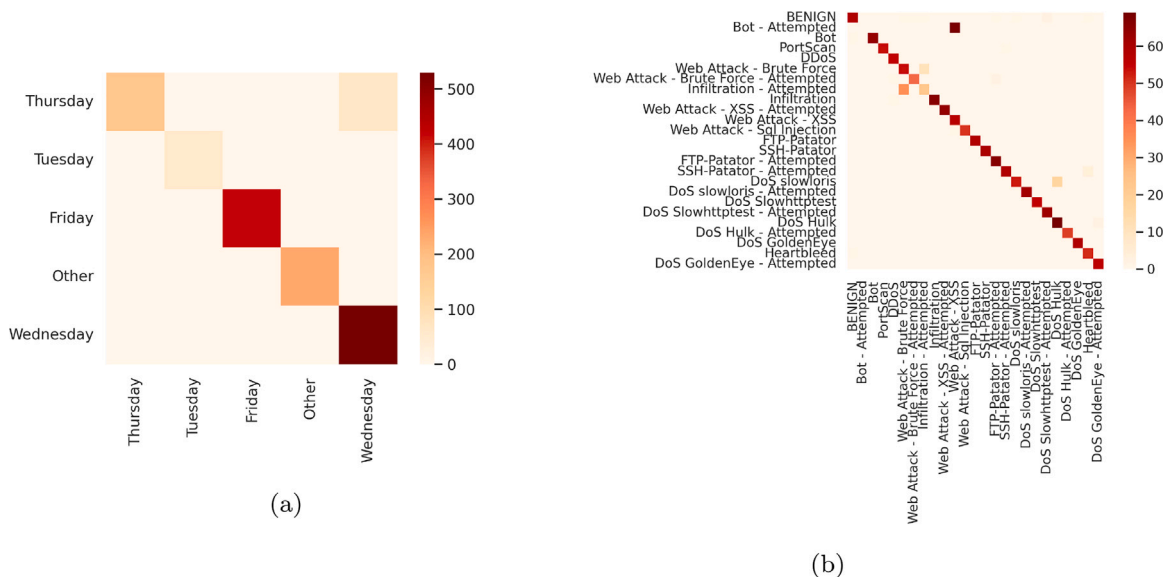 Thursday
Tuesday
Friday
Other
Wednesday
Thursday
Tuesday
Friday
Other
Wednesday
500
400
300
200
100
0
(a)
BENIGN
Bot - Attempted
Bot
PortScan
DDoS
Web Attack - Brute Force
Web Attack - Brute Force - Attempted
Infiltration - Attempted
Infiltration
Web Attack - XSS - Attempted
Web Attack - XSS
Web Attack - Sql Injection
FTP-Patator
SSH-Patator
FTP-Patator - Attempted
SSH-Patator - Attempted
DoS slowloris
DoS slowloris - Attempted
DoS Slowhttptest
DoS Slowhttptest - Attempted
DoS Hulk
DoS Hulk - Attempted
DoS GoldenEye
Heartbleed
DoS GoldenEye - Attempted
BENIGN
Bot - Attempted
Bot
PortScan
DDoS
Web Attack - Brute Force
Web Attack - Brute Force - Attempted
Infiltration - Attempted
Infiltration
Web Attack - XSS - Attempted
Web Attack - XSS
Web Attack - Sql Injection
FTP-Patator
SSH-Patator
FTP-Patator - Attempted
SSH-Patator - Attempted
DoS slowloris
DoS slowloris - Attempted
DoS Slowhttptest
DoS Slowhttptest - Attempted
DoS Hulk
DoS Hulk - Attempted
DoS GoldenEye
Heartbleed
DoS GoldenEye - Attempted
60
50
40
30
20
10
0
(b)